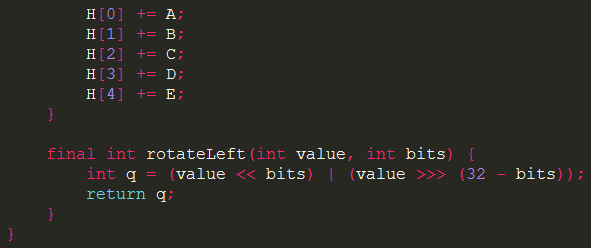 H[0] += A;
H[1] += B;
H[2] += C;
H[3] += D;
H[4] += E;
}
final int rotateLeft(int value, int bits) {
int q = (value << bits) | (value >>> (32 - bits));
return q;
}
}